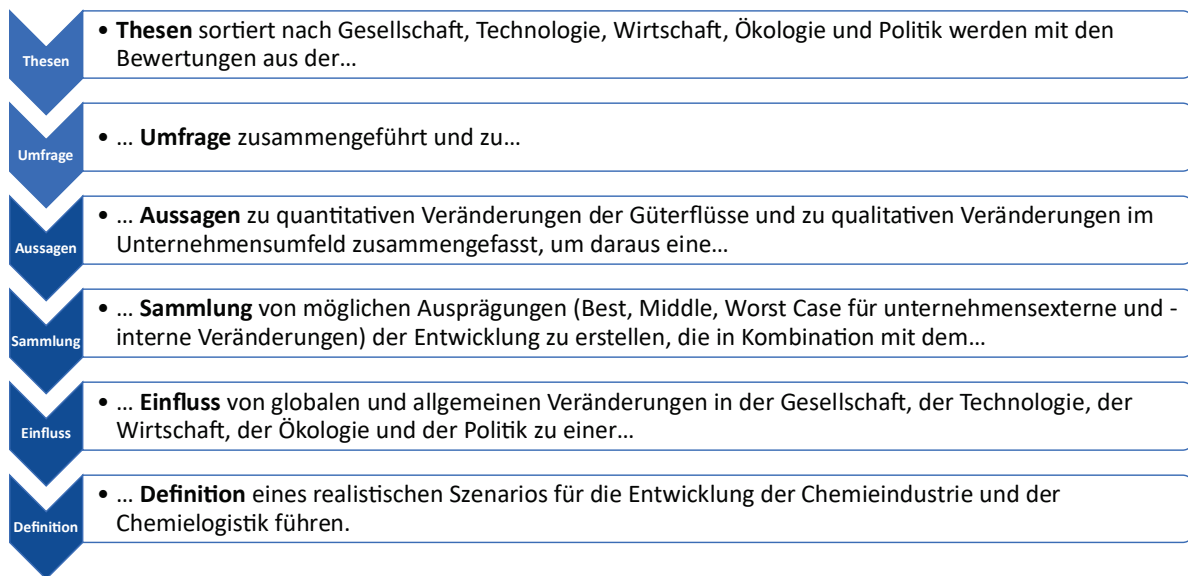 Thesen
• Thesen sortiert nach Gesellschaft, Technologie, Wirtschaft, Ökologie und Politik werden mit den
Bewertungen aus der…
Umfrage
• … Umfrage zusammengeführt und zu…
Aussagen
• … Aussagen zu quantitativen Veränderungen der Güterflüsse und zu qualitativen Veränderungen im
Unternehmensumfeld zusammengefasst, um daraus eine…
Sammlung
• … Sammlung von möglichen Ausprägungen (Best, Middle, Worst Case für unternehmensexterne und -
interne Veränderungen) der Entwicklung zu erstellen, die in Kombination mit dem…
Einfluss
• … Einfluss von globalen und allgemeinen Veränderungen in der Gesellschaft, der Technologie, der
Wirtschaft, der Ökologie und der Politik zu einer…
Definition
• … Definition eines realistischen Szenarios für die Entwicklung der Chemieindustrie und der
Chemielogistik führen.